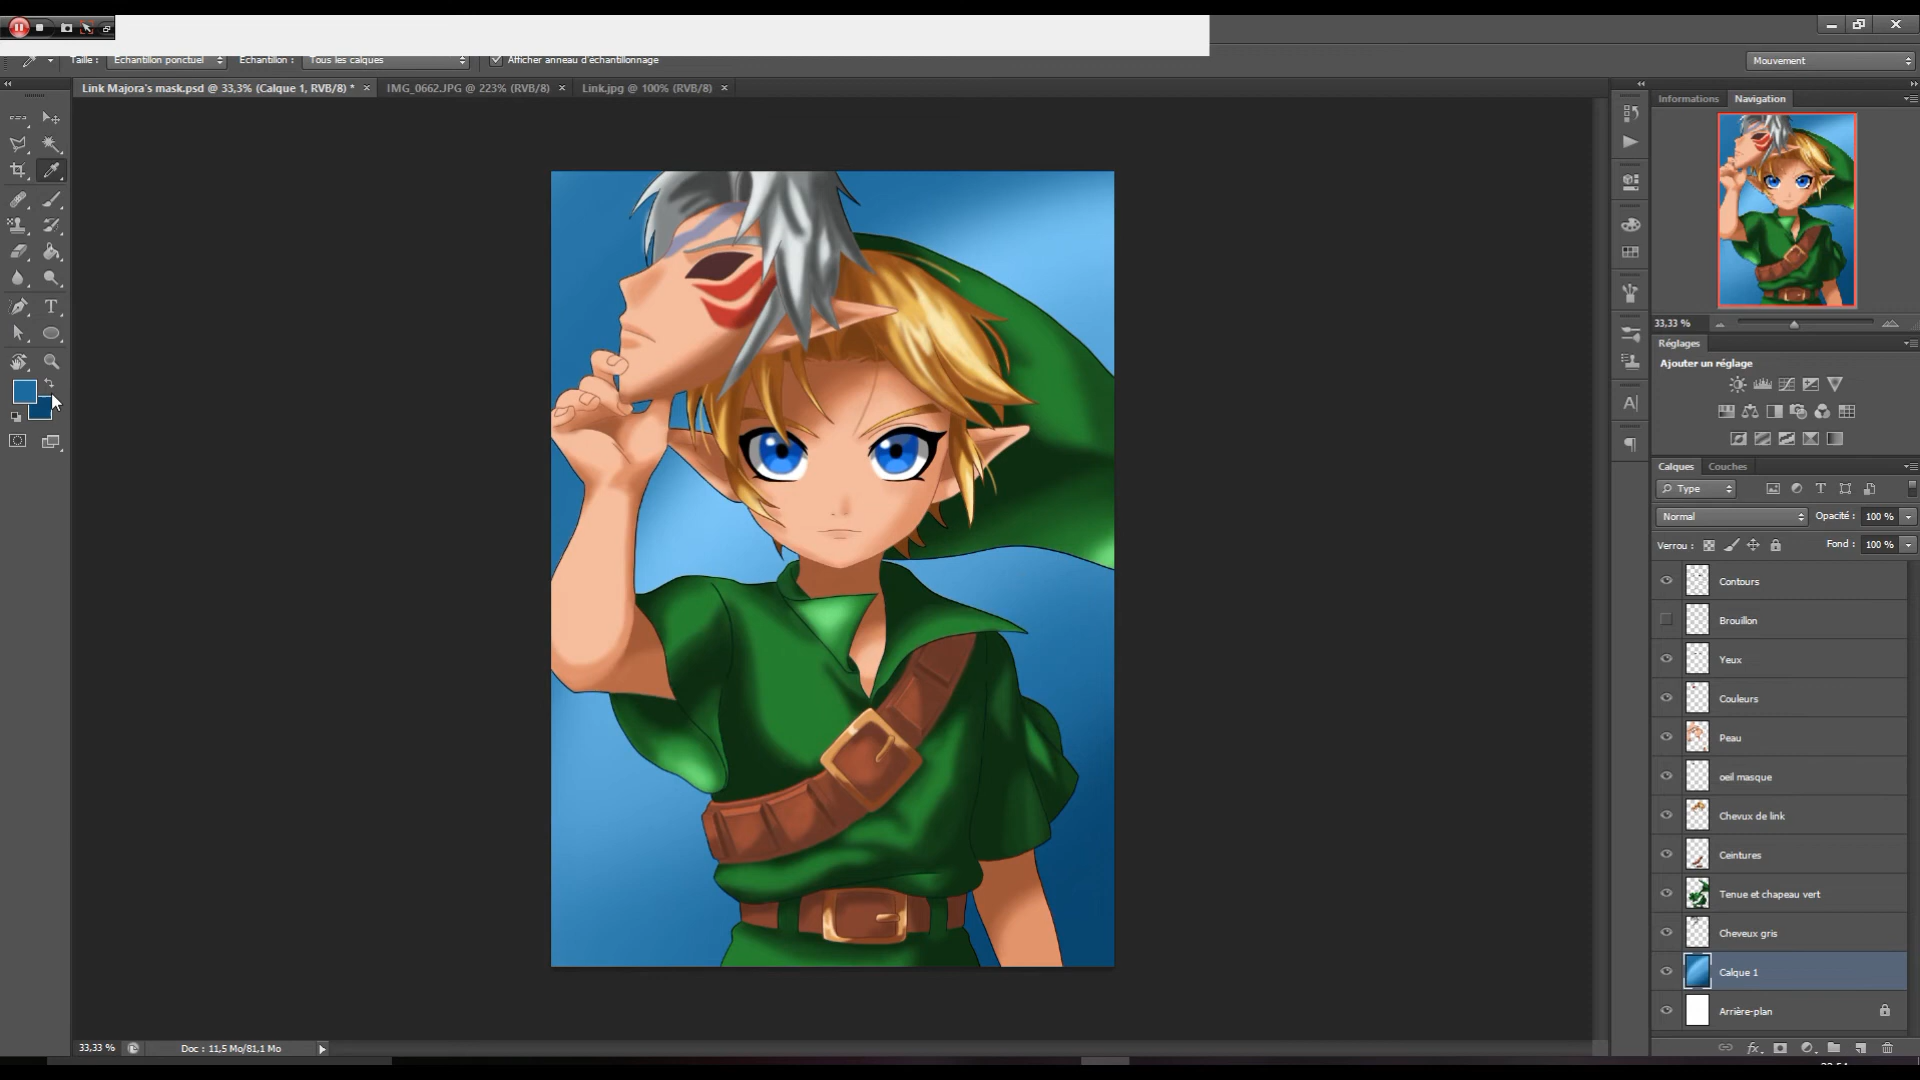 Taille : Echantillon ponctuel Echantillon : Tous les calques Afficher anneau d'échantillonnage Mouvement
Link Majora's mask.psd @ 33,3% (Calque 1, RVB/8) * IMG_0662.JPG @ 223% (RVB/8) Link.jpg @ 100% (RVB/8)
Informations Navigation
33,33 %
Réglages
Ajouter un réglage
Calques Couches
Type
Normal Opacité : 100 %
Verrou : Fond : 100 %
Contours
Brouillon
Yeux
Couleurs
Peau
oeil masque
Chevux de link
Ceintures
Tenue et chapeau vert
Cheveux gris
Calque 1
Arrière-plan
33,33 % Doc : 11,5 Mo/81,1 Mo